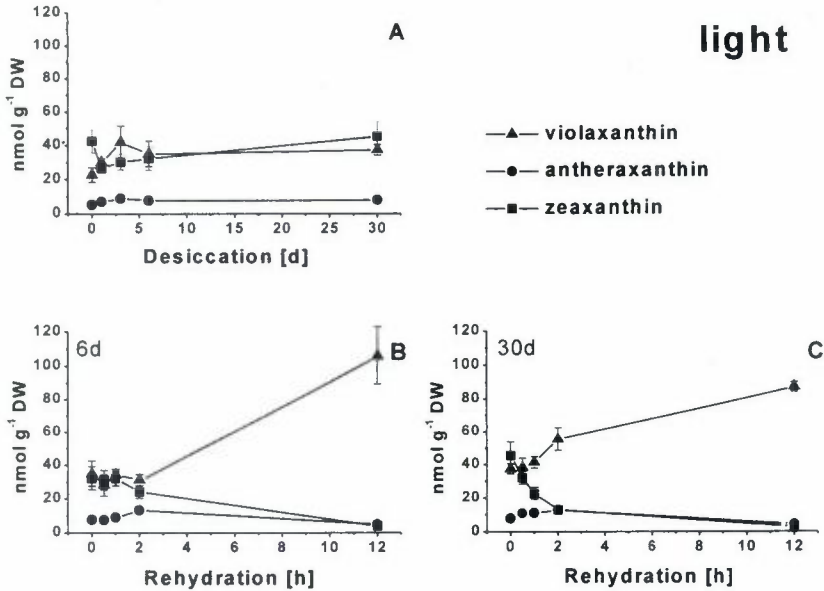 A
light
120
100
80
60
40
20
0
nmol g⁻¹ DW
0 5 10 15 20 25 30
Desiccation [d]
violaxanthin
antheraxanthin
zeaxanthin
6d
B
120
100
80
60
40
20
0
nmol g⁻¹ DW
0 2 4 6 8 10 12
Rehydration [h]
30d
C
120
100
80
60
40
20
0
nmol g⁻¹ DW
0 2 4 6 8 10 12
Rehydration [h]